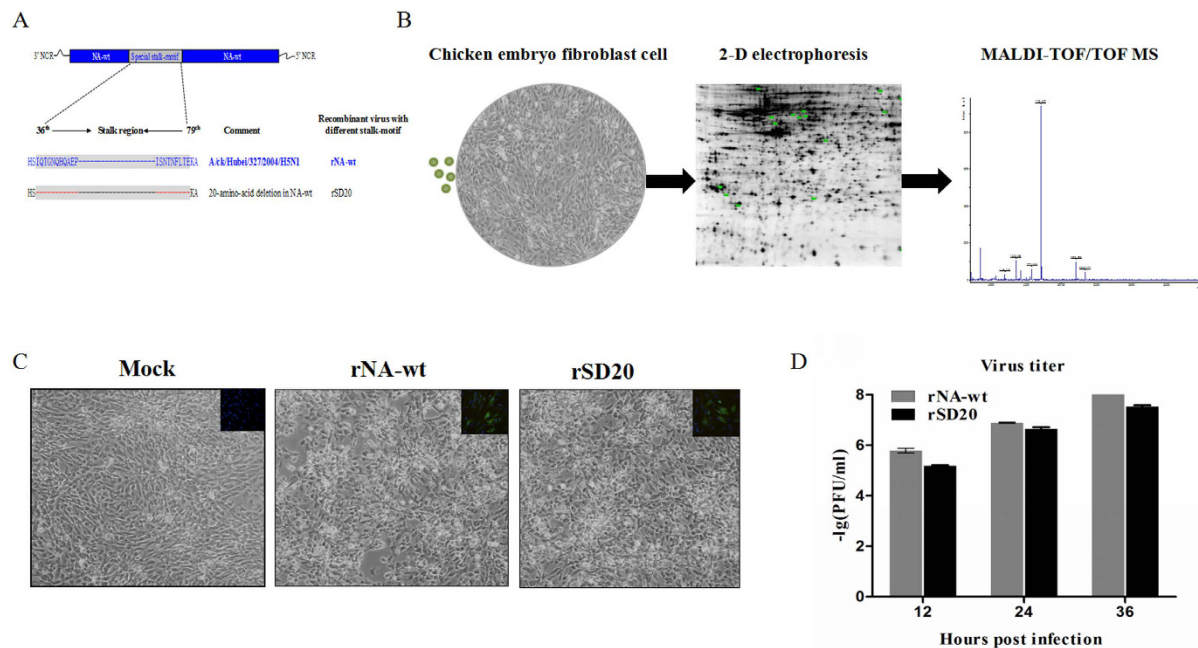 A
3' NCR
NA-wt
Special stalk-motif
NA-wt
5' NCR
36th
Stalk region
79th
Comment
Recombinant virus with
different stalk-motif
HSIQTGNQHQAEP--------------------ISNTNFLTEKA
A/ck/Hubei/327/2004/H5N1
rNA-wt
HS----------------------------------------KA
20-amino-acid deletion in NA-wt
rSD20
B
Chicken embryo fibroblast cell
2-D electrophoresis
MALDI-TOF/TOF MS
C
Mock
rNA-wt
rSD20
D
Virus titer
rNA-wt
rSD20
-lg(PFU/ml)
8
6
4
2
0
12
24
36
Hours post infection